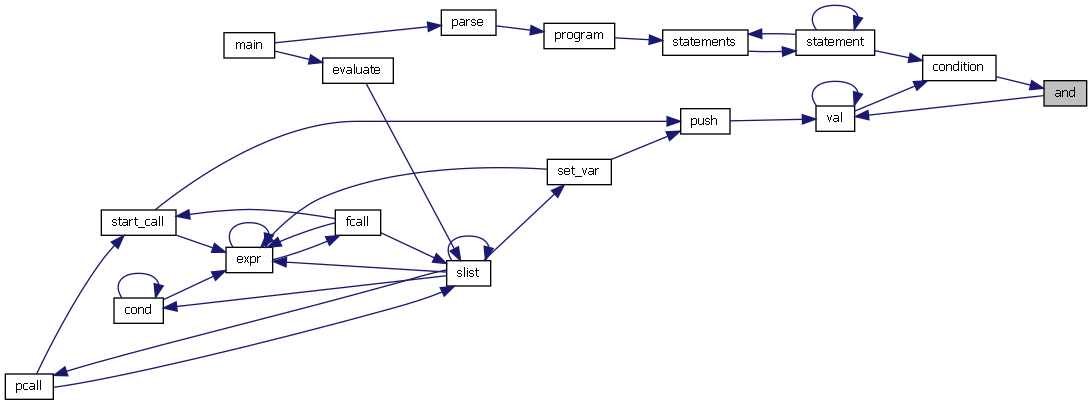 parse
program
main
statements
statement
evaluate
condition
and
push
val
set_var
start_call
fcall
expr
slist
cond
pcall